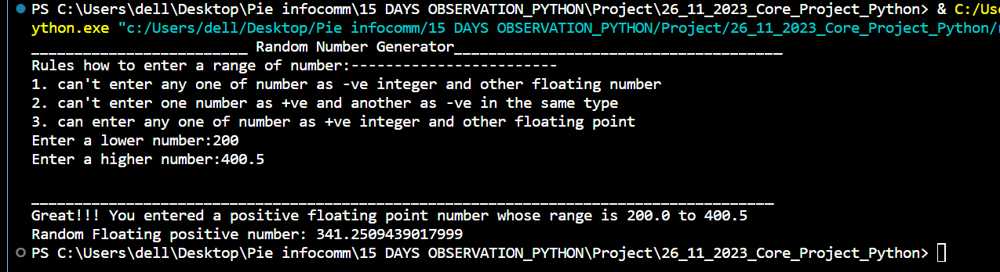 PS C:\Users\dell\Desktop\Pie infocomm\15 DAYS OBSERVATION_PYTHON\Project\26_11_2023_Core_Project_Python> & C:/Use
ython.exe "c:/Users/dell/Desktop/Pie infocomm/15 DAYS OBSERVATION_PYTHON/Project/26_11_2023_Core_Project_Python/
_________________________ Random Number Generator______________________________________
Rules how to enter a range of number:------------------------
1. can't enter any one of number as -ve integer and other floating number
2. can't enter one number as +ve and another as -ve in the same type
3. can enter any one of number as +ve integer and other floating point
Enter a lower number:200
Enter a higher number:400.5
______________________________________________________________________________________
Great!!! You entered a positive floating point number whose range is 200.0 to 400.5
Random Floating positive number: 341.2509439017999
PS C:\Users\dell\Desktop\Pie infocomm\15 DAYS OBSERVATION_PYTHON\Project\26_11_2023_Core_Project_Python>